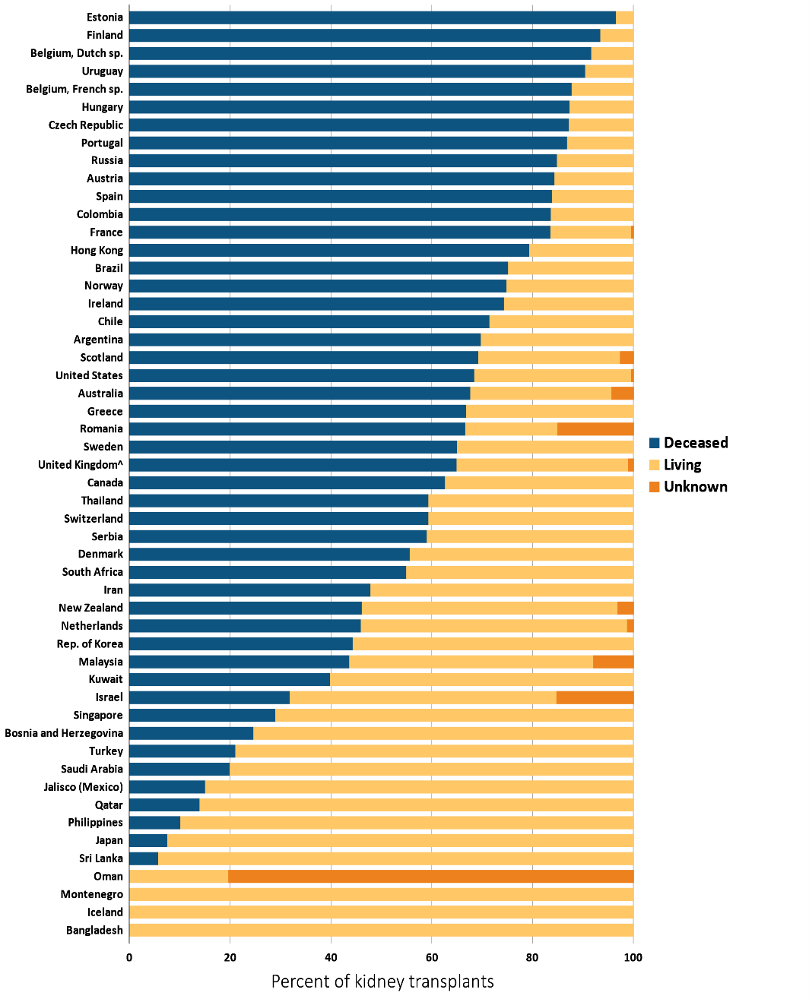 Estonia
Finland
Belgium, Dutch sp.
Uruguay
Belgium, French sp.
Hungary
Czech Republic
Portugal
Russia
Austria
Spain
Colombia
France
Hong Kong
Brazil
Norway
Ireland
Chile
Argentina
Scotland
United States
Australia
Greece
Romania
Sweden
United Kingdom^
Canada
Thailand
Switzerland
Serbia
Denmark
South Africa
Iran
New Zealand
Netherlands
Rep. of Korea
Malaysia
Kuwait
Israel
Singapore
Bosnia and Herzegovina
Turkey
Saudi Arabia
Jalisco (Mexico)
Qatar
Philippines
Japan
Sri Lanka
Oman
Montenegro
Iceland
Bangladesh
0 20 40 60 80 100
Percent of kidney transplants
Deceased
Living
Unknown